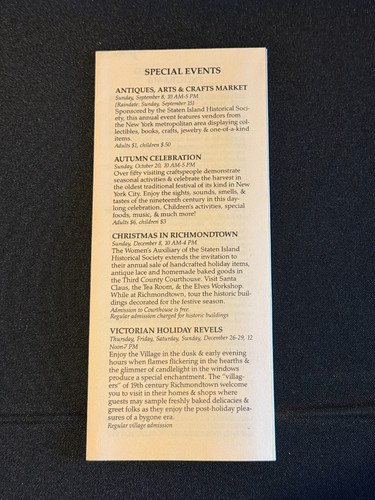 SPECIAL EVENTS
ANTIQUES, ARTS & CRAFTS MARKET
Sunday, September 8, 10 AM-5 PM
[Raindate: Sunday, September 15]
Sponsored by the Staten Island Historical Soci-
ety, this annual event features vendors from
the New York metropolitan area displaying col-
lectibles, books, crafts, jewelry & one-of-a-kind
items.
Adults $1, children $.50
AUTUMN CELEBRATION
Sunday, October 20, 10 AM-5 PM
Over fifty visiting craftspeople demonstrate
seasonal activities & celebrate the harvest in
the oldest traditional festival of its kind in New
York City. Enjoy the sights, sounds, smells, &
tastes of the nineteenth century in this day-
long celebration. Children's activities, special
foods, music, & much more!
Adults $6, children $3
CHRISTMAS IN RICHMONDTOWN
Sunday, December 8, 10 AM-4 PM
The Women's Auxiliary of the Staten Island
Historical Society extends the invitation to
their annual sale of handcrafted holiday items,
antique lace and homemade baked goods in
the Third County Courthouse. Visit Santa
Claus, the Tea Room, & the Elves Workshop.
While at Richmondtown, tour the historic buil-
dings decorated for the festive season.
Admission to Courthouse is free
Regular admission charged for historic buildings
VICTORIAN HOLIDAY REVELS
Thursday, Friday, Saturday, Sunday, December 26-29, 12
Noon-7 PM
Enjoy the Village in the dusk & early evening
hours when flames flickering in the hearths &
the glimmer of candlelight in the windows
produce a special enchantment. The "villag-
ers" of 19th century Richmondtown welcome
you to visit in their homes & shops where
guests may sample freshly baked delicacies &
greet folks as they enjoy the post-holiday plea-
sures of a bygone era.
Regular village admission